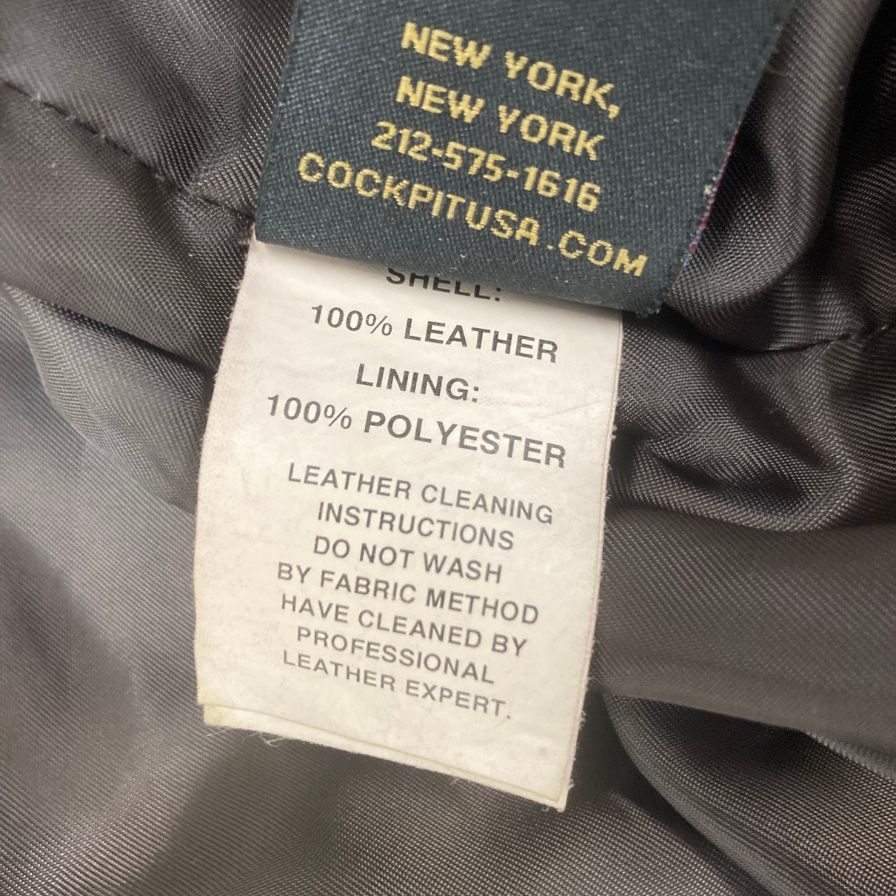 NEW YORK,
NEW YORK
212-575-1616
COCKPITUSA.COM
SHELL:
100% LEATHER
LINING:
100% POLYESTER
LEATHER CLEANING
INSTRUCTIONS
DO NOT WASH
BY FABRIC METHOD
HAVE CLEANED BY
PROFESSIONAL
LEATHER EXPERT.